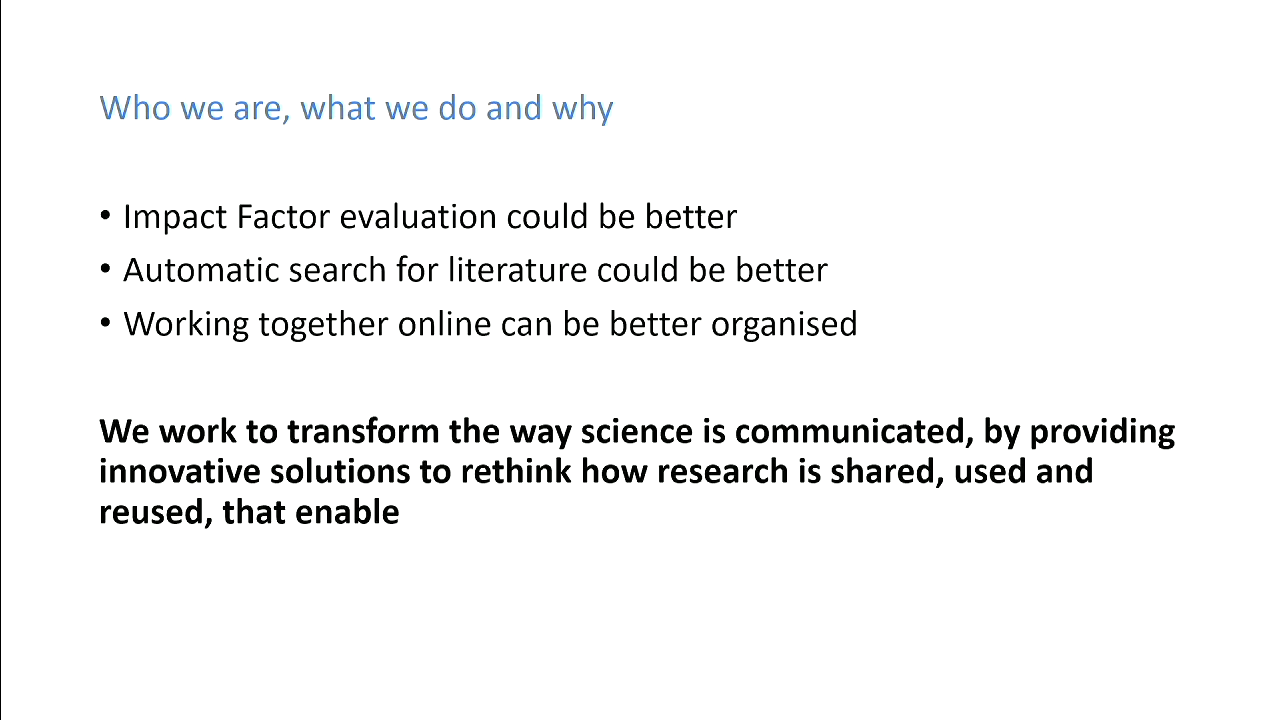 Who we are, what we do and why
• Impact Factor evaluation could be better
• Automatic search for literature could be better
• Working together online can be better organised
We work to transform the way science is communicated, by providing
innovative solutions to rethink how research is shared, used and
reused, that enable